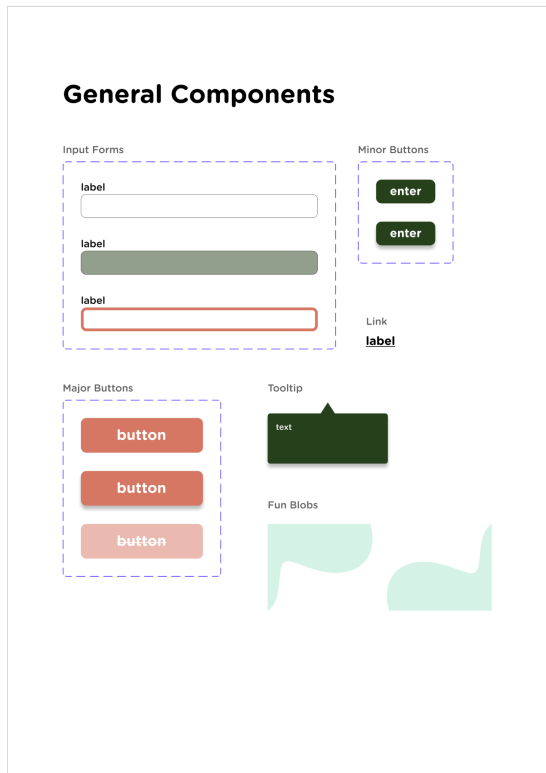 General Components
Input Forms
label
label
label
Minor Buttons
enter
enter
Link
label
Major Buttons
button
button
button
Tooltip
text
Fun Blobs